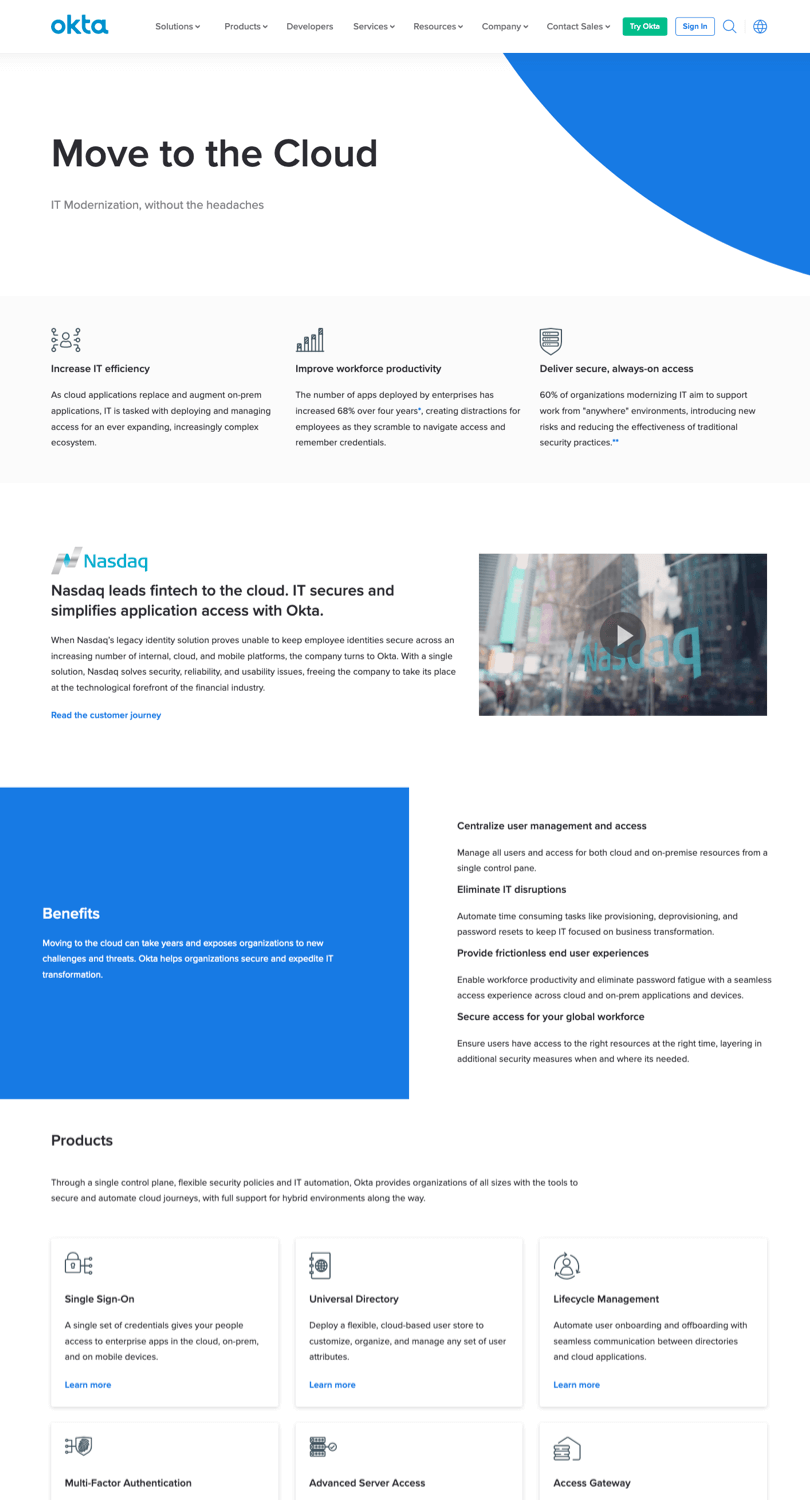 okta
Solutions
Products
Developers
Services
Resources
Company
Contact Sales
Try Okta
Sign In
Move to the Cloud
IT Modernization, without the headaches
Increase IT efficiency
As cloud applications replace and augment on-prem
applications, IT is tasked with deploying and managing
access for an ever expanding, increasingly complex
ecosystem.
Improve workforce productivity
The number of apps deployed by enterprises has
increased 68% over four years*, creating distractions for
employees as they scramble to navigate access and
remember credentials.
Deliver secure, always-on access
60% of organizations modernizing IT aim to support
work from "anywhere" environments, introducing new
risks and reducing the effectiveness of traditional
security practices.**
Nasdaq
Nasdaq leads fintech to the cloud. IT secures and
simplifies application access with Okta.
When Nasdaq's legacy identity solution proves unable to keep employee identities secure across an
increasing number of internal, cloud, and mobile platforms, the company turns to Okta. With a single
solution, Nasdaq solves security, reliability, and usability issues, freeing the company to take its place
at the technological forefront of the financial industry.
Read the customer journey
Nasdaq
Benefits
Moving to the cloud can take years and exposes organizations to new
challenges and threats. Okta helps organizations secure and expedite IT
transformation.
Centralize user management and access
Manage all users and access for both cloud and on-premise resources from a
single control pane.
Eliminate IT disruptions
Automate time consuming tasks like provisioning, deprovisioning, and
password resets to keep IT focused on business transformation.
Provide frictionless end user experiences
Enable workforce productivity and eliminate password fatigue with a seamless
access experience across cloud and on-prem applications and devices.
Secure access for your global workforce
Ensure users have access to the right resources at the right time, layering in
additional security measures when and where its needed.
Products
Through a single control plane, flexible security policies and IT automation, Okta provides organizations of all sizes with the tools to
secure and automate cloud journeys, with full support for hybrid environments along the way.
Single Sign-On
A single set of credentials gives your people
access to enterprise apps in the cloud, on-prem,
and on mobile devices.
Learn more
Universal Directory
Deploy a flexible, cloud-based user store to
customize, organize, and manage any set of user
attributes.
Learn more
Lifecycle Management
Automate user onboarding and offboarding with
seamless communication between directories
and cloud applications.
Learn more
Multi-Factor Authentication
Advanced Server Access
Access Gateway